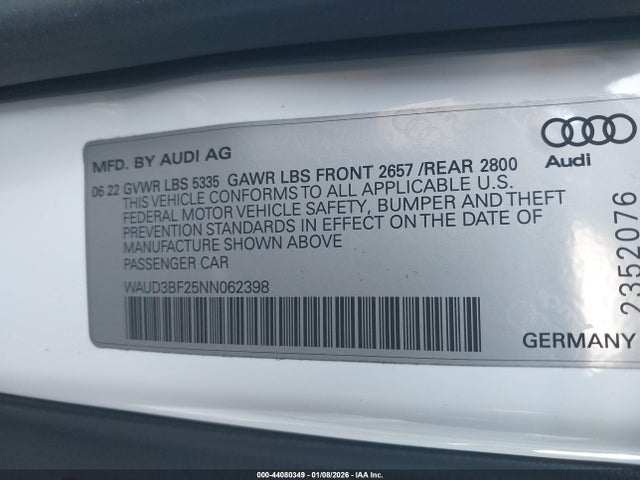 MFD. BY AUDI AG
06 22 GVWR LBS 5335 GAWR LBS FRONT 2657 /REAR 2800
THIS VEHICLE CONFORMS TO ALL APPLICABLE U.S.
FEDERAL MOTOR VEHICLE SAFETY, BUMPER AND THEFT
PREVENTION STANDARDS IN EFFECT ON THE DATE OF
MANUFACTURE SHOWN ABOVE
PASSENGER CAR
WAUD3BF25NN062398
Audi
2352076
GERMANY
000-44080349 | 01/08/2026 | IAA, Inc.